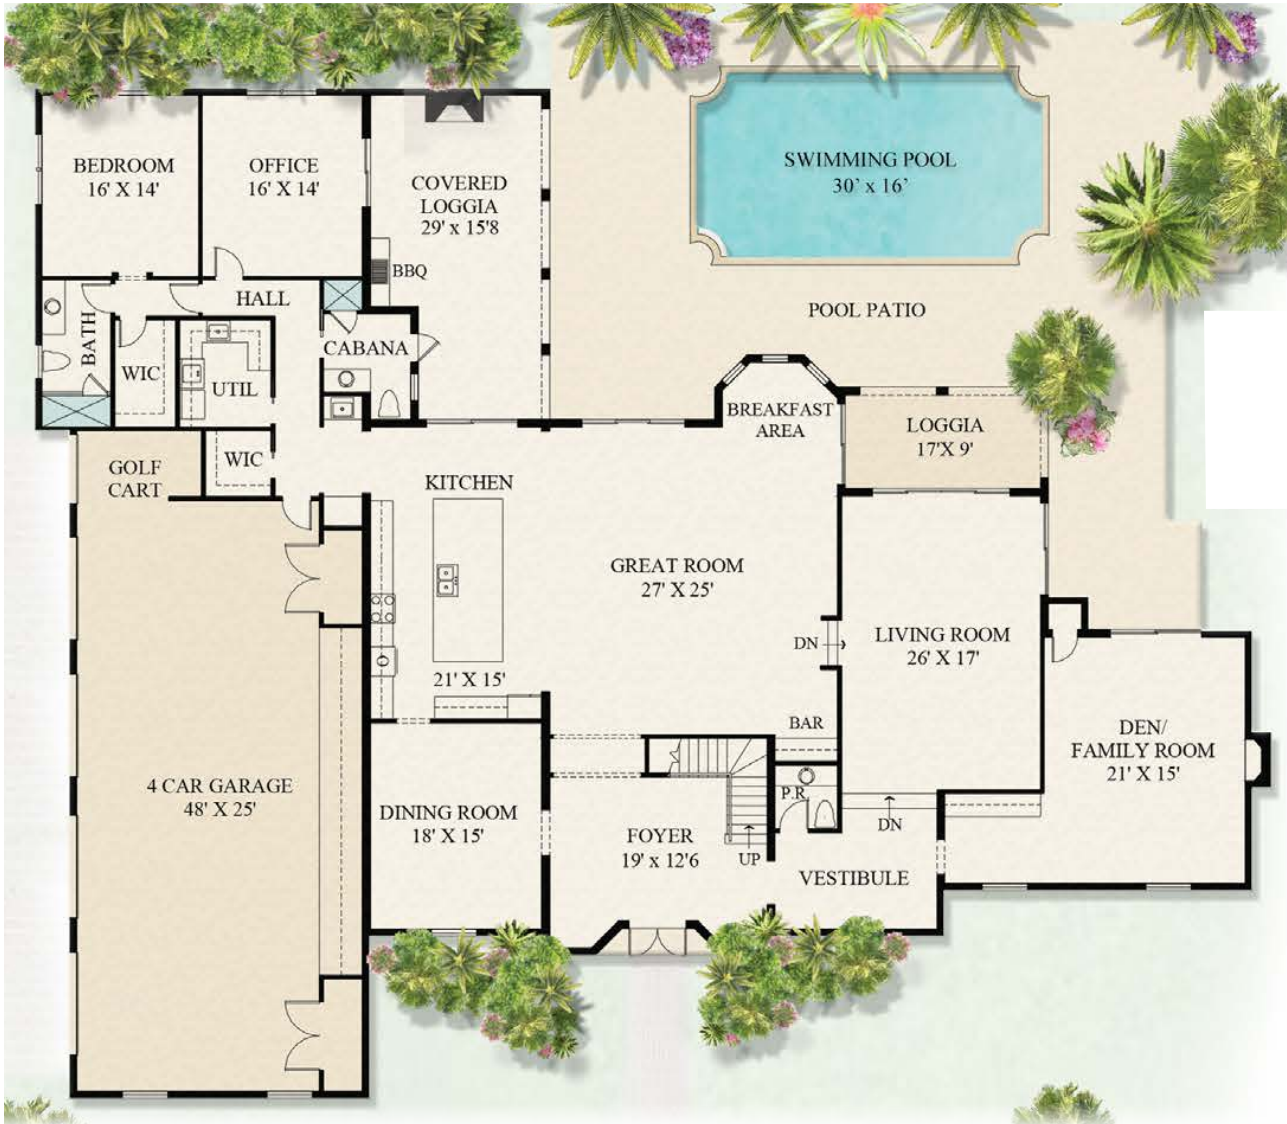 SWIMMING POOL
30' x 16'
BEDROOM
16' X 14'
OFFICE
16' X 14'
COVERED
LOGGIA
29' x 15'8
BBQ
HALL
POOL PATIO
BATH
CABANA
WIC
UTIL
BREAKFAST
AREA
LOGGIA
17'X 9'
WIC
GOLF
CART
KITCHEN
GREAT ROOM
27' X 25'
DN
LIVING ROOM
26' X 17'
21' X 15'
BAR
DEN/
FAMILY ROOM
21' X 15'
4 CAR GARAGE
48' X 25'
DINING ROOM
18' X 15'
P.R.
FOYER
19' x 12'6
UP
DN
VESTIBULE